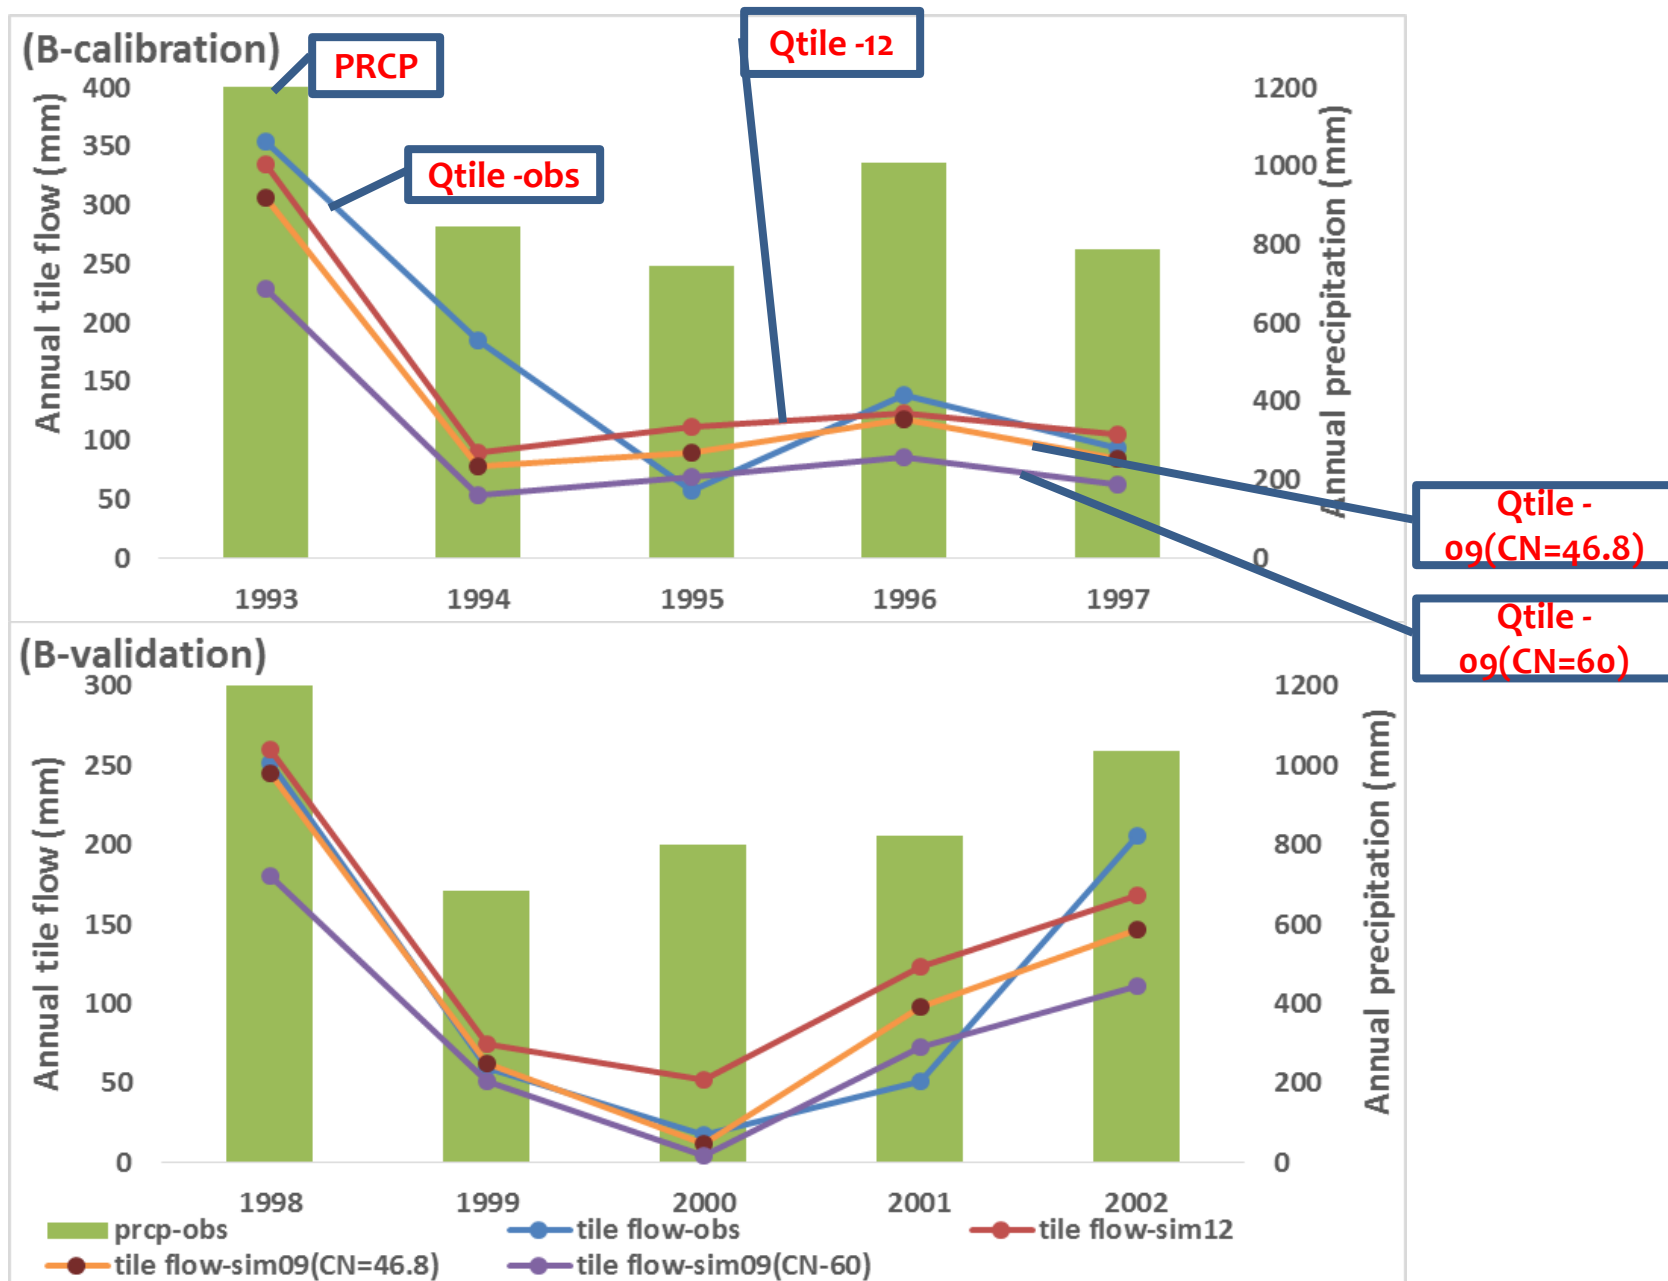 (B-calibration)
PRCP
Qtile -12
Qtile -obs
Annual tile flow (mm)
400
350
300
250
200
150
100
50
0
1200
1000
800
600
400
200
0
Annual precipitation (mm)
1993 1994 1995 1996 1997
Qtile -
09(CN=46.8)
Qtile -
09(CN=60)
(B-validation)
Annual tile flow (mm)
300
250
200
150
100
50
0
1200
1000
800
600
400
200
0
Annual precipitation (mm)
1998 1999 2000 2001 2002
prcp-obs tile flow-obs tile flow-sim12
tile flow-sim09(CN=46.8) tile flow-sim09(CN-60)